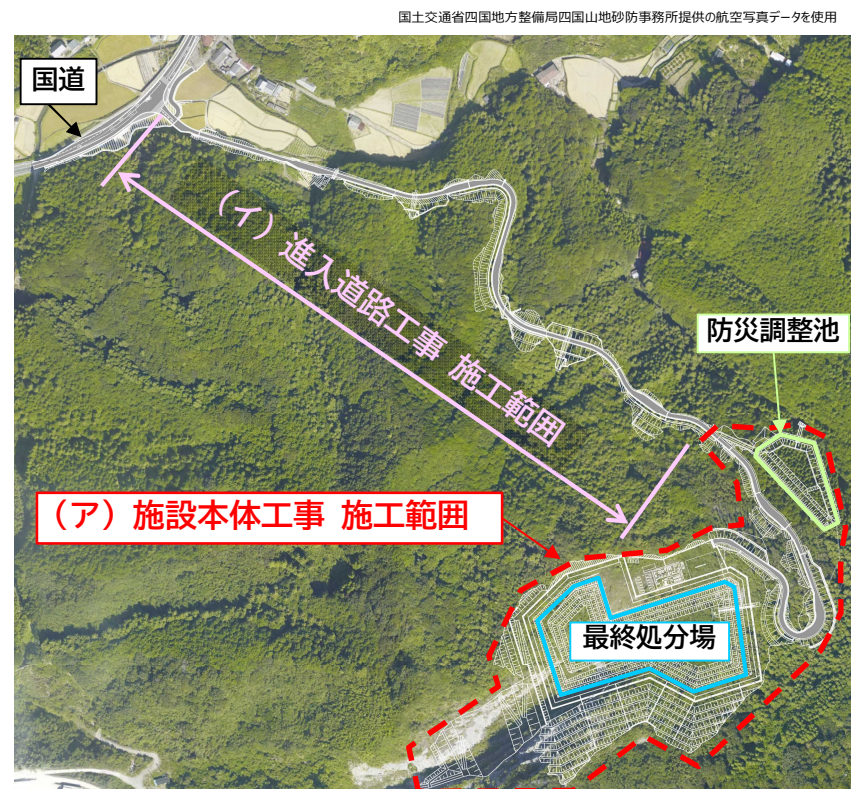 国土交通省四国地方整備局四国山地砂防事務所提供の航空写真データを使用
国道
（イ）進入道路工事 施工範囲
防災調整池
（ア）施設本体工事 施工範囲
最終処分場